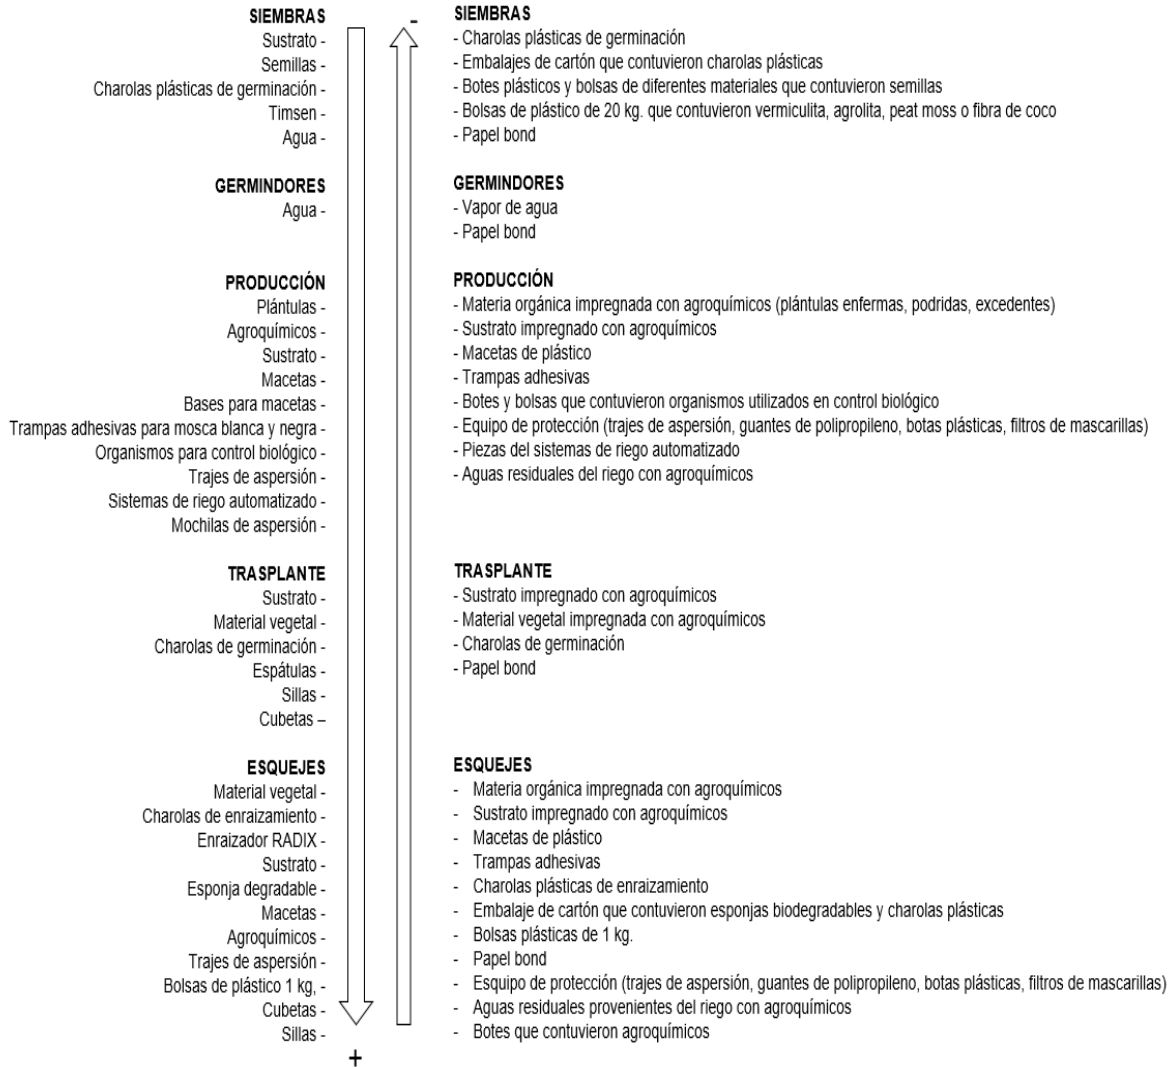 SIEMBRAS
Sustrato -
Semillas -
Charolas plásticas de germinación -
Timsen -
Agua -
GERMINDORES
Agua -
PRODUCCIÓN
Plántulas -
Agroquímicos -
Sustrato -
Macetas -
Bases para macetas -
Trampas adhesivas para mosca blanca y negra -
Organismos para control biológico -
Trajes de aspersión -
Sistemas de riego automatizado -
Mochilas de aspersión -
TRASPLANTE
Sustrato -
Material vegetal -
Charolas de germinación -
Espátulas -
Sillas -
Cubetas –
ESQUEJES
Material vegetal -
Charolas de enraizamiento -
Enraizador RADIX -
Sustrato -
Esponja degradable -
Macetas -
Agroquímicos -
Trajes de aspersión -
Bolsas de plástico 1 kg, -
Cubetas -
Sillas -
+
-
SIEMBRAS
- Charolas plásticas de germinación
- Embalajes de cartón que contuvieron charolas plásticas
- Botes plásticos y bolsas de diferentes materiales que contuvieron semillas
- Bolsas de plástico de 20 kg. que contuvieron vermiculita, agrolita, peat moss o fibra de coco
- Papel bond
GERMINDORES
- Vapor de agua
- Papel bond
PRODUCCIÓN
- Materia orgánica impregnada con agroquímicos (plántulas enfermas, podridas, excedentes)
- Sustrato impregnado con agroquímicos
- Macetas de plástico
- Trampas adhesivas
- Botes y bolsas que contuvieron organismos utilizados en control biológico
- Equipo de protección (trajes de aspersión, guantes de polipropileno, botas plásticas, filtros de mascarillas)
- Piezas del sistemas de riego automatizado
- Aguas residuales del riego con agroquímicos
TRASPLANTE
- Sustrato impregnado con agroquímicos
- Material vegetal impregnada con agroquímicos
- Charolas de germinación
- Papel bond
ESQUEJES
- Materia orgánica impregnada con agroquímicos
- Sustrato impregnado con agroquímicos
- Macetas de plástico
- Trampas adhesivas
- Charolas plásticas de enraizamiento
- Embalaje de cartón que contuvieron esponjas biodegradables y charolas plásticas
- Bolsas plásticas de 1 kg.
- Papel bond
- Esquipo de protección (trajes de aspersión, guantes de polipropileno, botas plásticas, filtros de mascarillas)
- Aguas residuales provenientes del riego con agroquímicos
- Botes que contuvieron agroquímicos